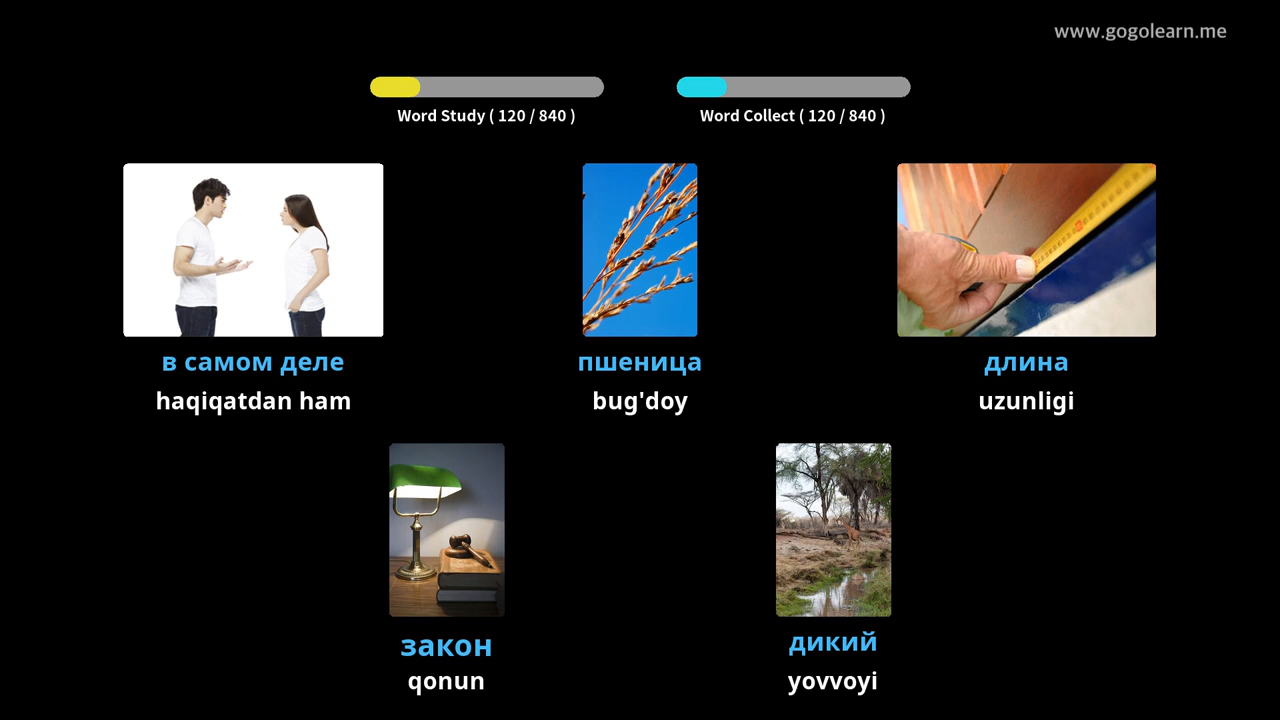 www.gogolearn.me
Word Study ( 120 / 840 )
Word Collect ( 120 / 840 )
в самом деле
haqiqatdan ham
пшеница
bug'doy
длина
uzunligi
закон
qonun
дикий
yovvoyi